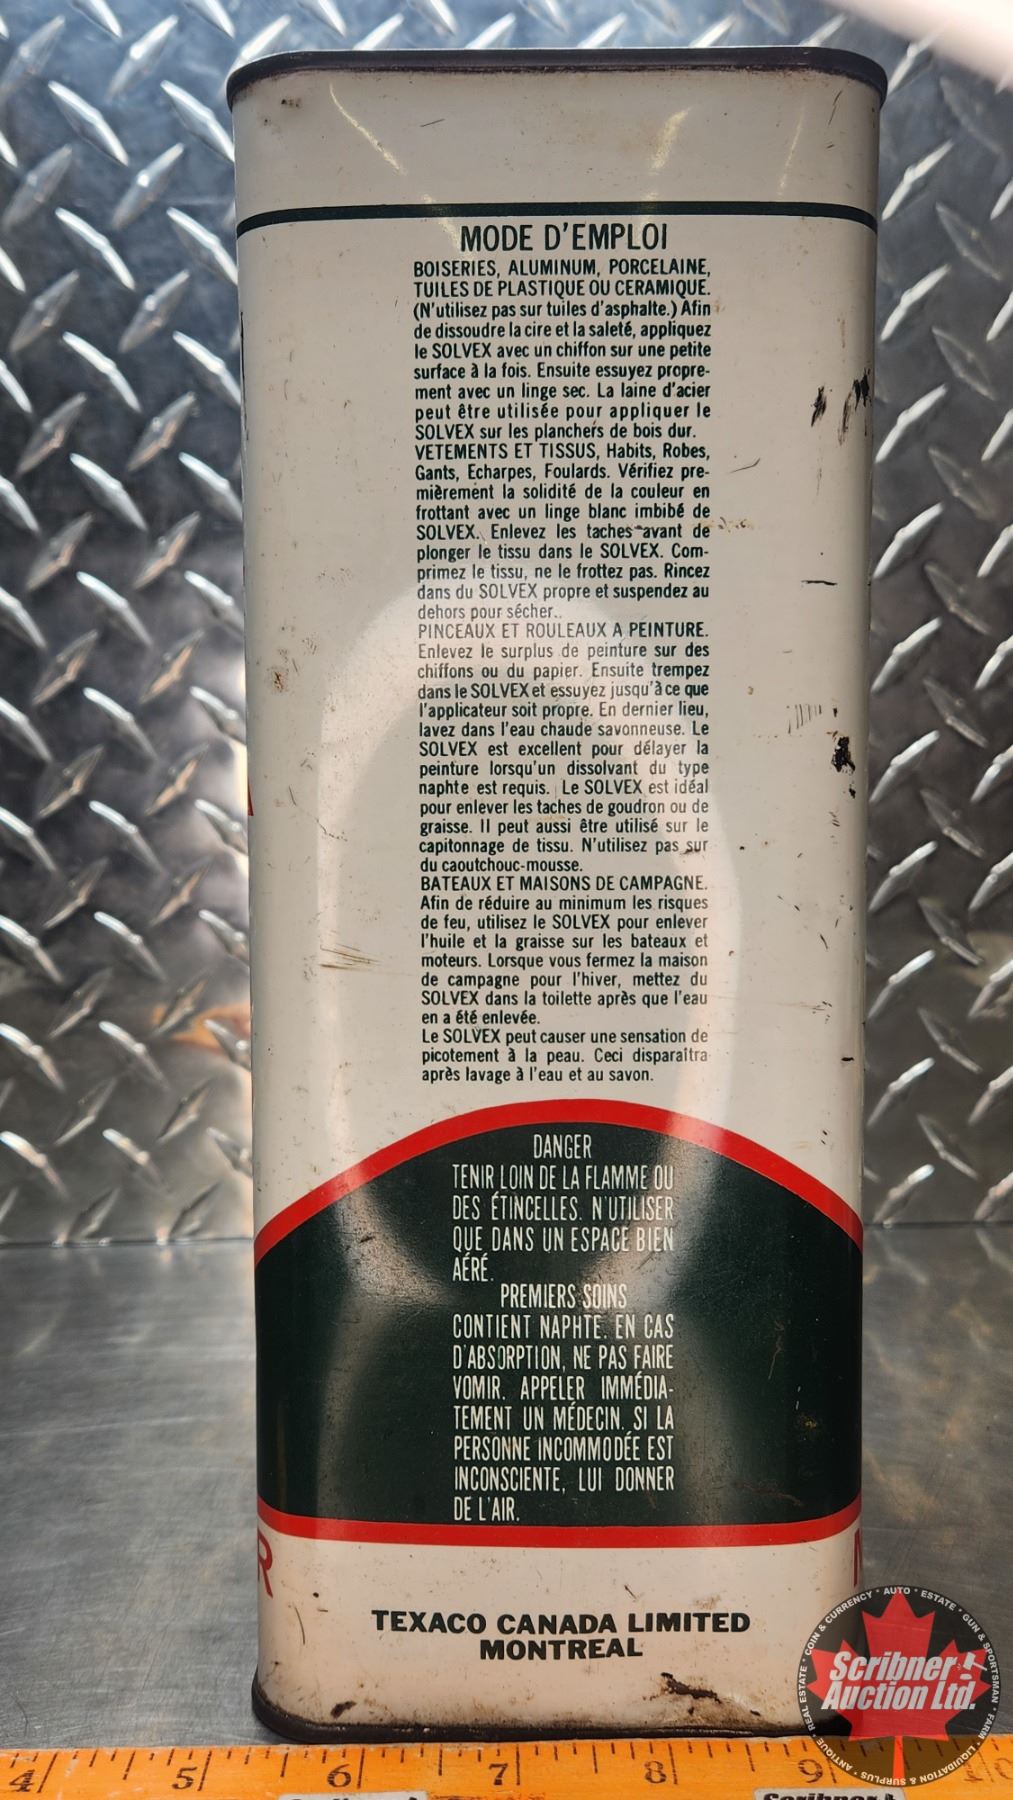 MODE D'EMPLOI
BOISERIES, ALUMINUM, PORCELAINE,
TUILES DE PLASTIQUE OU CERAMIQUE.
(N'utilisez pas sur tuiles d'asphalte.) Afin
de dissoudre la cire et la saleté, appliquez
le SOLVEX avec un chiffon sur une petite
surface à la fois. Ensuite essuyez propre-
ment avec un linge sec. La laine d'acier
peut être utilisée pour appliquer le
SOLVEX sur les planchers de bois dur.
VETEMENTS ET TISSUS, Habits, Robes,
Gants, Echarpes, Foulards. Vérifiez pre-
mièrement la solidité de la couleur en
frottant avec un linge blanc imbibé de
SOLVEX. Enlevez les taches avant de
plonger le tissu dans le SOLVEX. Com-
primez le tissu, ne le frottez pas. Rincez
dans du SOLVEX propre et suspendez au
dehors pour sécher.
PINCEAUX ET ROULEAUX A PEINTURE.
Enlevez le surplus de peinture sur des
chiffons ou du papier. Ensuite trempez
dans le SOLVEX et essuyez jusqu'à ce que
l'applicateur soit propre. En dernier lieu,
lavez dans l'eau chaude savonneuse. Le
SOLVEX est excellent pour délayer la
peinture lorsqu'un dissolvant du type
naphte est requis. Le SOLVEX est idéal
pour enlever les taches de goudron ou de
graisse. Il peut aussi être utilisé sur le
capitonnage de tissu. N'utilisez pas sur
du caoutchouc-mousse.
BATEAUX ET MAISONS DE CAMPAGNE.
Afin de réduire au minimum les risques
de feu, utilisez le SOLVEX pour enlever
l'huile et la graisse sur les bateaux et
moteurs. Lorsque vous fermez la maison
de campagne pour l'hiver, mettez du
SOLVEX dans la toilette après que l'eau
en a été enlevée.
Le SOLVEX peut causer une sensation de
picotement à la peau. Ceci disparaîtra
après lavage à l'eau et au savon.
DANGER
TENIR LOIN DE LA FLAMME OU
DES ÉTINCELLES. N'UTILISER
QUE DANS UN ESPACE BIEN
AÉRÉ.
PREMIERS SOINS
CONTIENT NAPHTE. EN CAS
D'ABSORPTION, NE PAS FAIRE
VOMIR. APPELER IMMÉDIA-
TEMENT UN MÉDECIN. SI LA
PERSONNE INCOMMODÉE EST
INCONSCIENTE, LUI DONNER
DE L'AIR.
R
TEXACO CANADA LIMITED
MONTREAL
Scribner
Auction Ltd.
ANTIQUE • REAL ESTATE • COIN & CURRENCY • AUTO • ESTATE • GUN & SPORTSMAN • FARM • LIQUIDATION & SURPLUS •
4 5 6 7 8 9 10